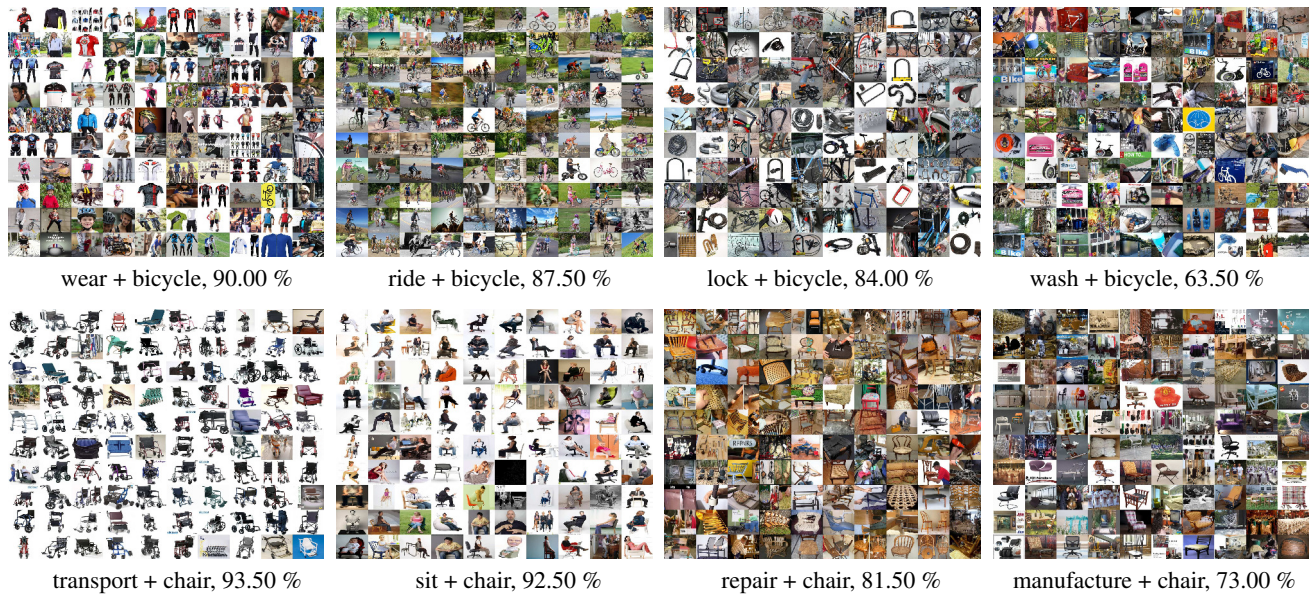 wear + bicycle, 90.00 %
ride + bicycle, 87.50 %
lock + bicycle, 84.00 %
wash + bicycle, 63.50 %
transport + chair, 93.50 %
sit + chair, 92.50 %
repair + chair, 81.50 %
manufacture + chair, 73.00 %